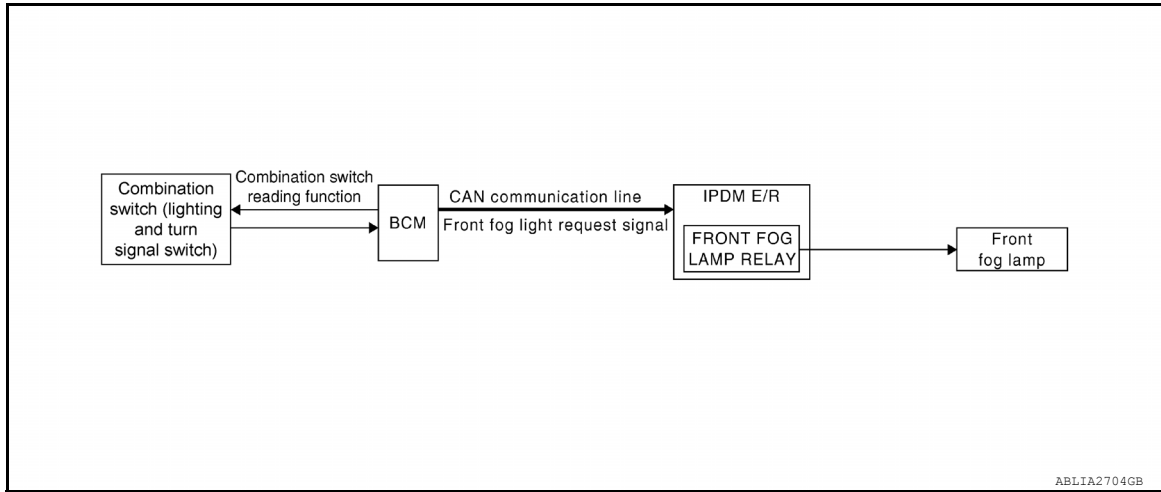 Combination
switch (lighting
and turn
signal switch)
Combination switch
reading function
BCM
CAN communication line
Front fog light request signal
IPDM E/R
FRONT FOG
LAMP RELAY
Front
fog lamp
ABLIA2704GB